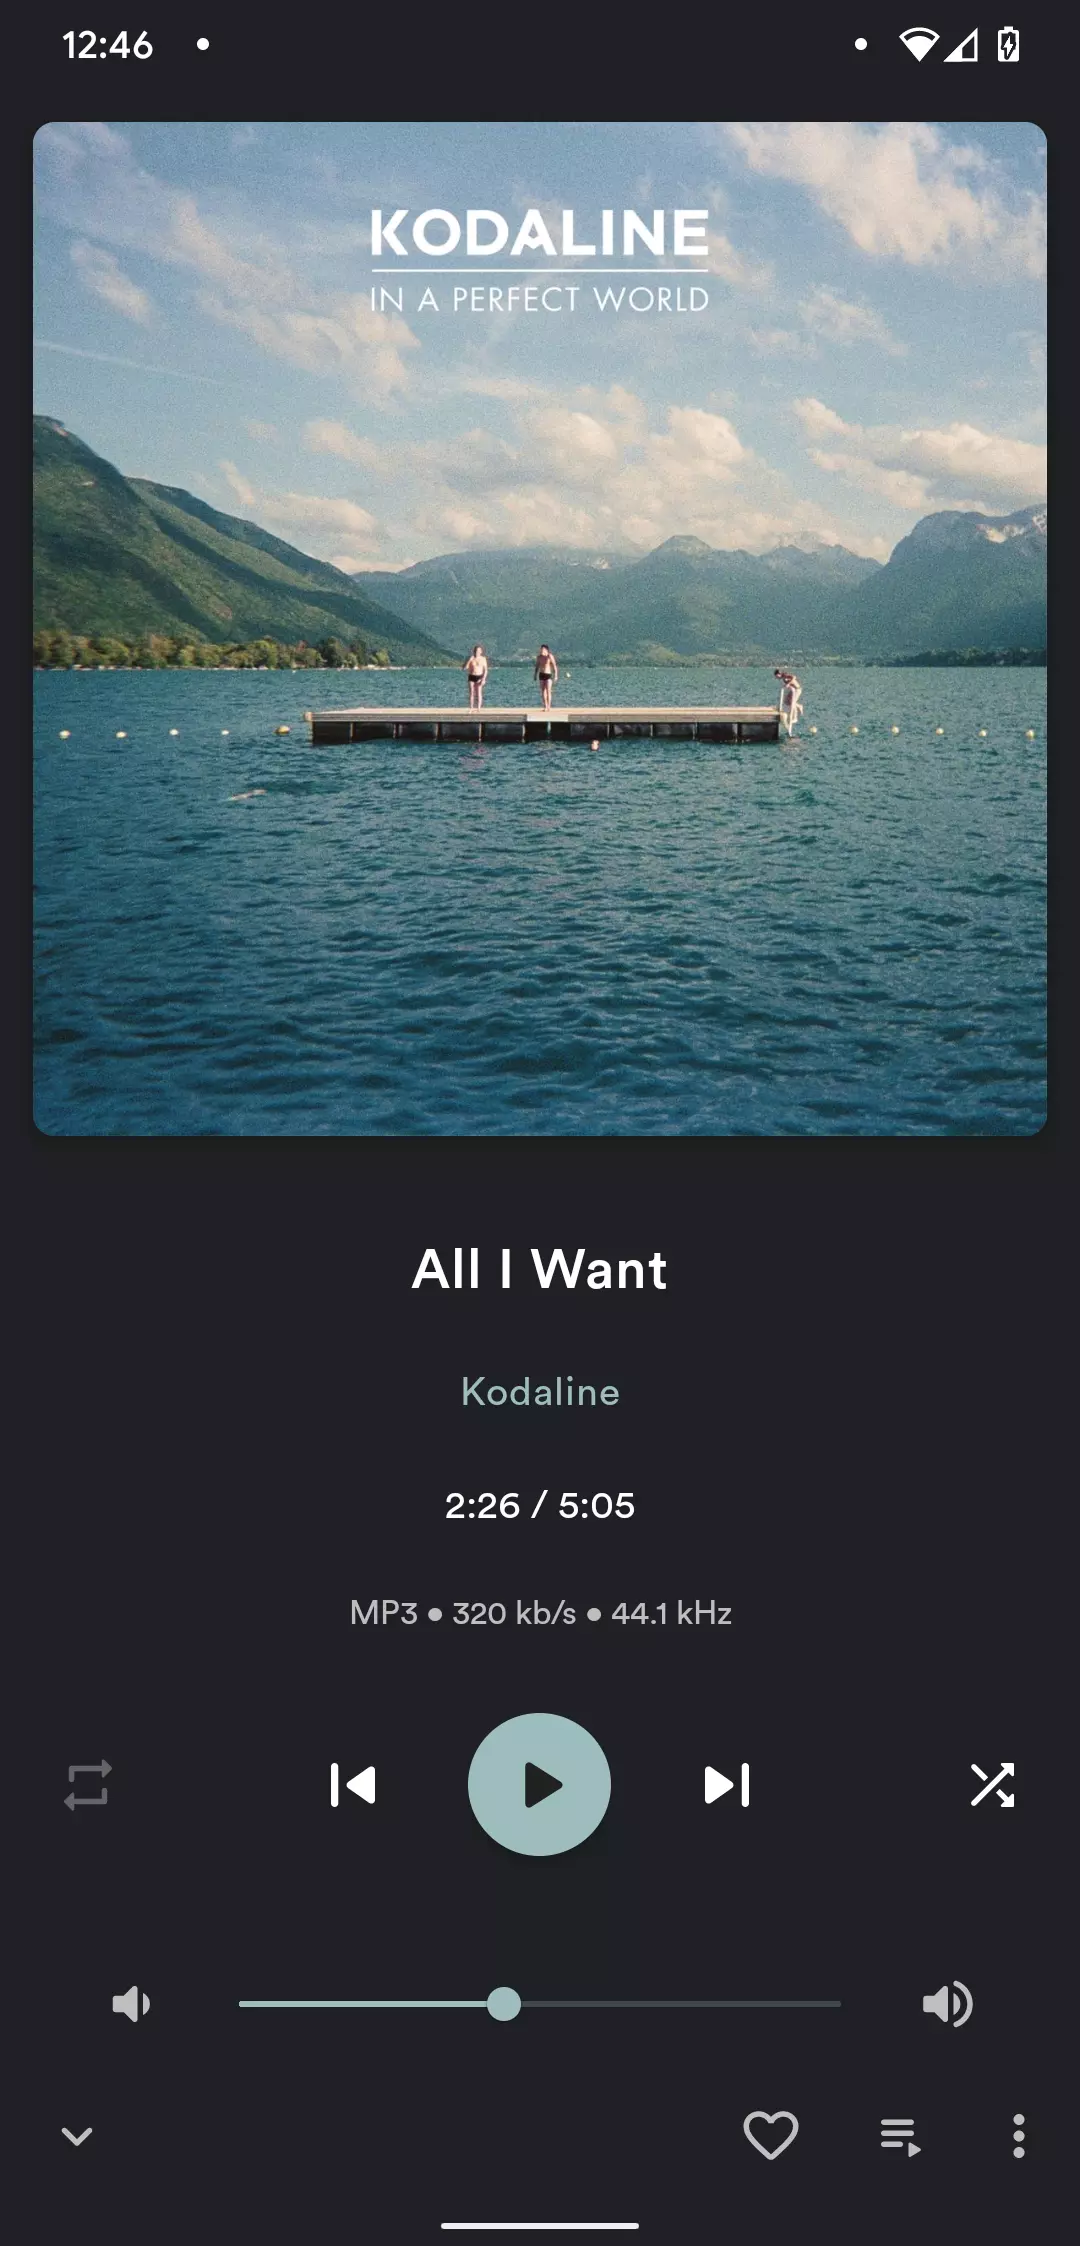 12:46
KODALINE
IN A PERFECT WORLD
All I Want
Kodaline
2:26 / 5:05
MP3 • 320 kb/s • 44.1 kHz